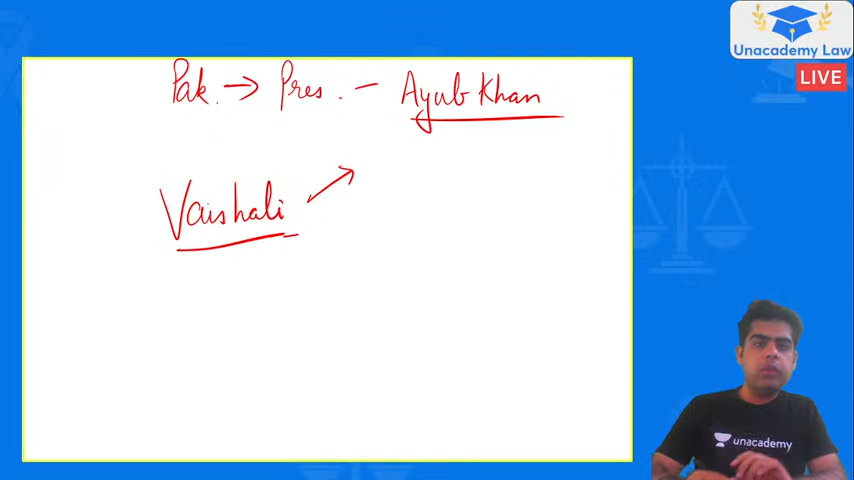 Unacademy Law
LIVE
Pak. → Pres. - Ayub Khan
Vaishali →
unacademy